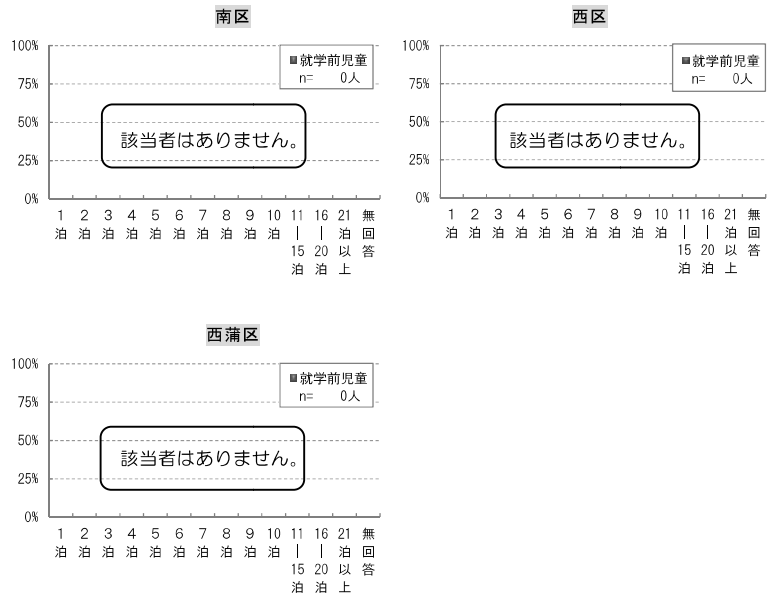 南区
100%
75%
50%
25%
0%
就学前児童
n= 0人
該当者はありません。
1泊 2泊 3泊 4泊 5泊 6泊 7泊 8泊 9泊 10泊 11―15泊 16―20泊 21泊以上 無回答
西区
100%
75%
50%
25%
0%
就学前児童
n= 0人
該当者はありません。
1泊 2泊 3泊 4泊 5泊 6泊 7泊 8泊 9泊 10泊 11―15泊 16―20泊 21泊以上 無回答
西蒲区
100%
75%
50%
25%
0%
就学前児童
n= 0人
該当者はありません。
1泊 2泊 3泊 4泊 5泊 6泊 7泊 8泊 9泊 10泊 11―15泊 16―20泊 21泊以上 無回答